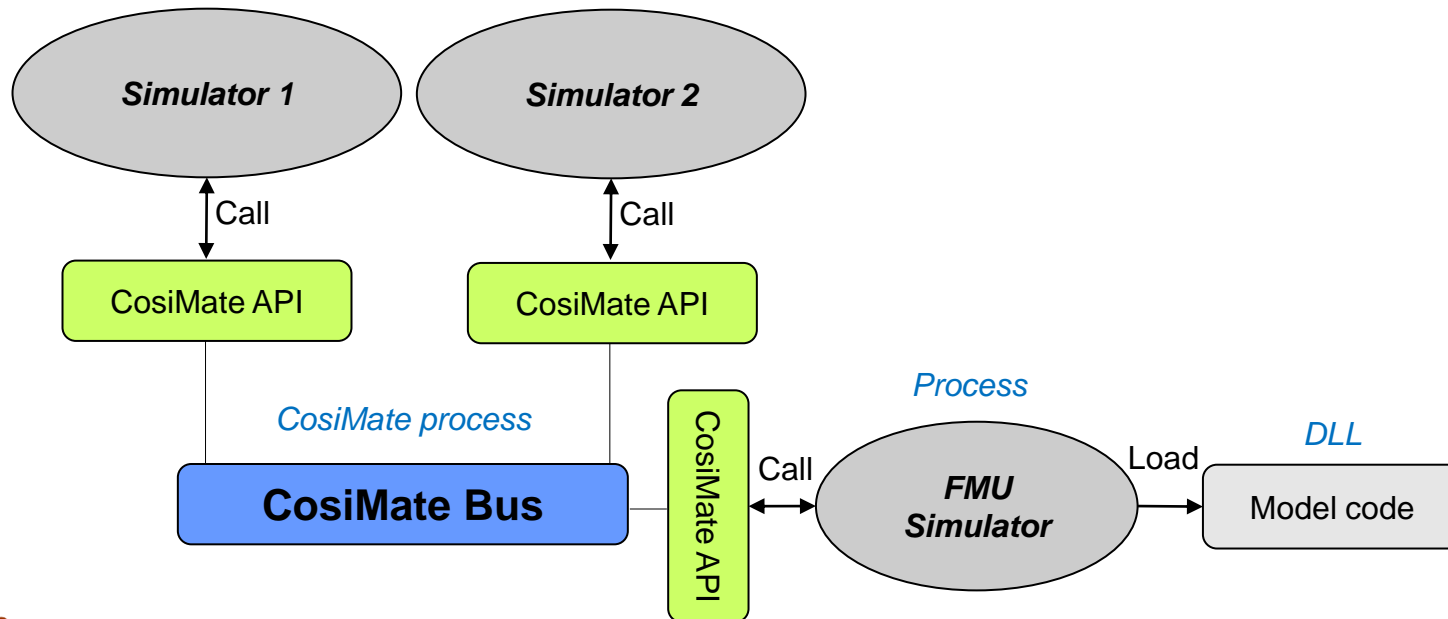 Simulator 1
Simulator 2
Call
Call
CosiMate API
CosiMate API
CosiMate process
CosiMate Bus
CosiMate API
Call
Process
FMU
Simulator
Load
DLL
Model code